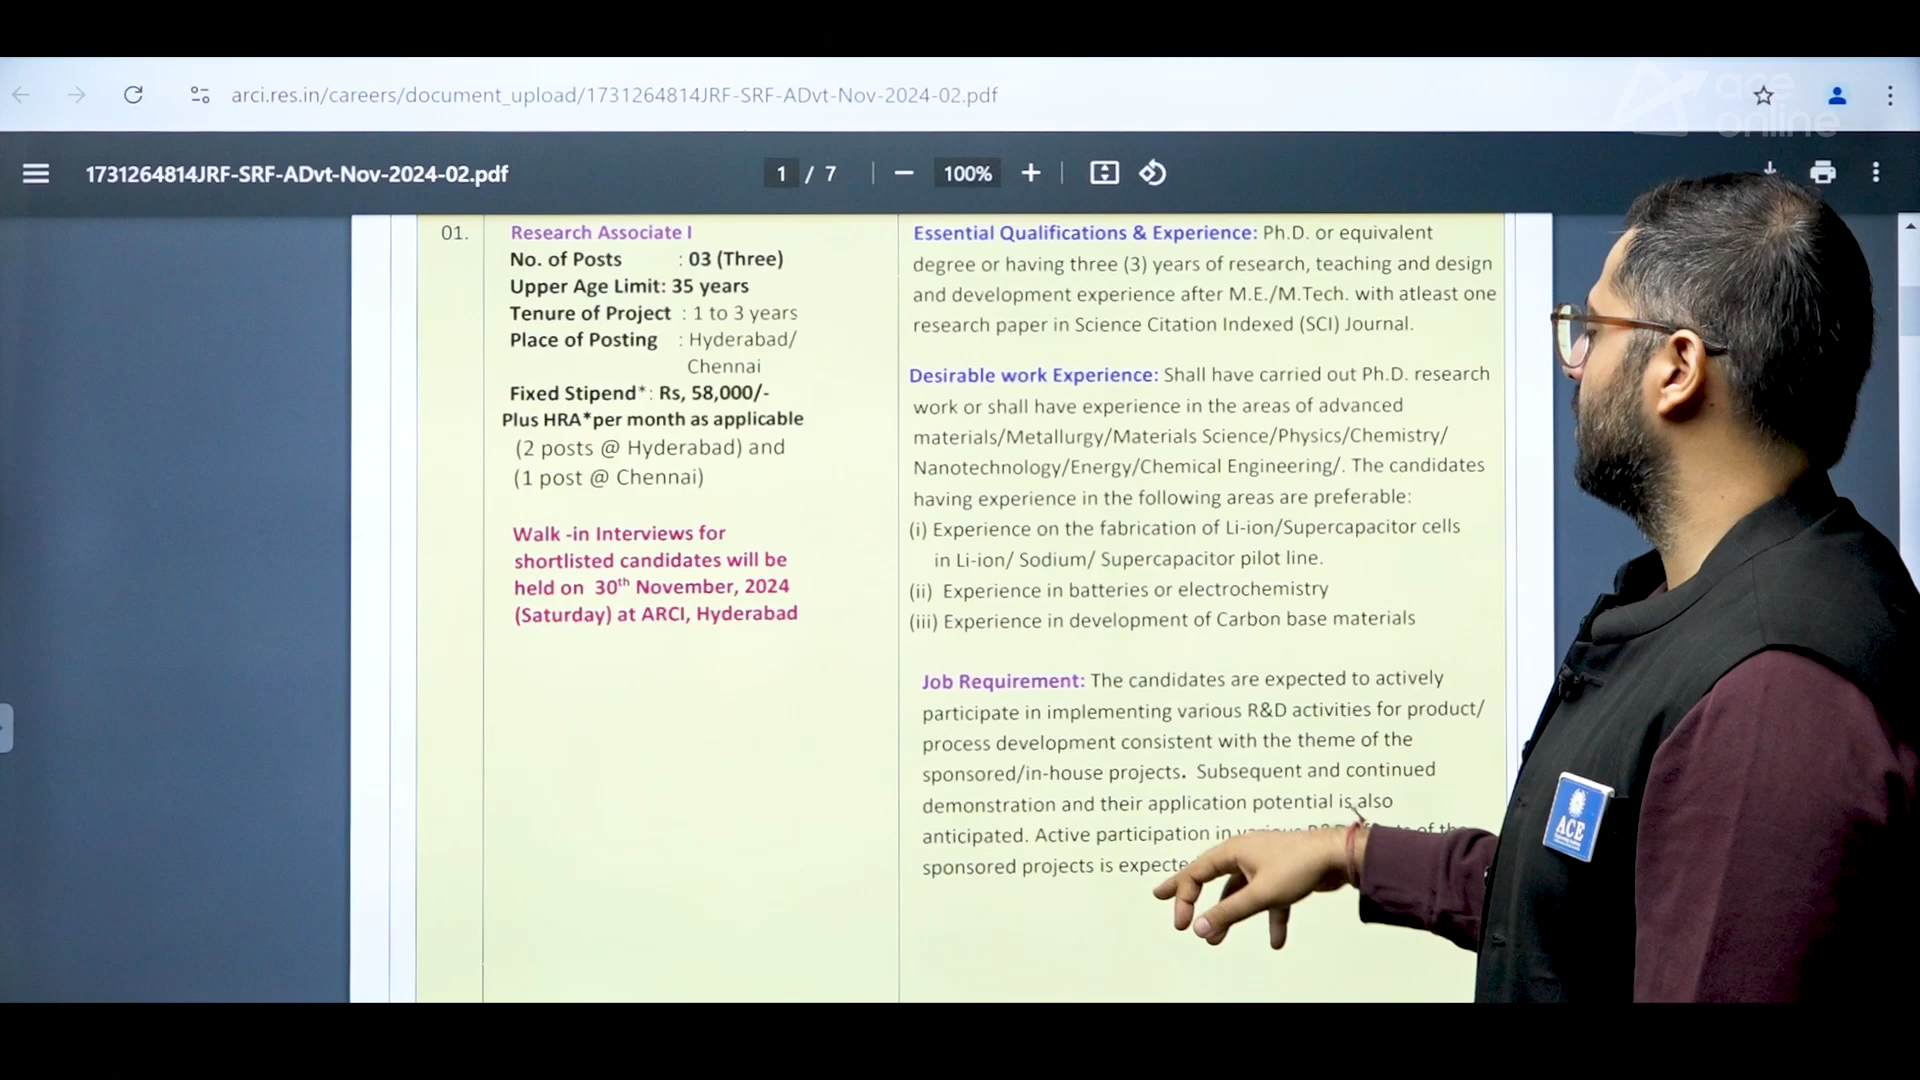 arci.res.in/careers/document_upload/1731264814JRF-SRF-ADvt-Nov-2024-02.pdf
ace
online
1731264814JRF-SRF-ADvt-Nov-2024-02.pdf
1 / 7
100%
01.
Research Associate I
No. of Posts : 03 (Three)
Upper Age Limit: 35 years
Tenure of Project : 1 to 3 years
Place of Posting : Hyderabad/
Chennai
Fixed Stipend* : Rs, 58,000/-
Plus HRA*per month as applicable
(2 posts @ Hyderabad) and
(1 post @ Chennai)
Walk -in Interviews for
shortlisted candidates will be
held on 30th November, 2024
(Saturday) at ARCI, Hyderabad
Essential Qualifications & Experience: Ph.D. or equivalent
degree or having three (3) years of research, teaching and design
and development experience after M.E./M.Tech. with atleast one
research paper in Science Citation Indexed (SCI) Journal.
Desirable work Experience: Shall have carried out Ph.D. research
work or shall have experience in the areas of advanced
materials/Metallurgy/Materials Science/Physics/Chemistry/
Nanotechnology/Energy/Chemical Engineering/. The candidates
having experience in the following areas are preferable:
(i) Experience on the fabrication of Li-ion/Supercapacitor cells
in Li-ion/ Sodium/ Supercapacitor pilot line.
(ii) Experience in batteries or electrochemistry
(iii) Experience in development of Carbon base materials
Job Requirement: The candidates are expected to actively
participate in implementing various R&D activities for product/
process development consistent with the theme of the
sponsored/in-house projects. Subsequent and continued
demonstration and their application potential is also
anticipated. Active participation in of
sponsored projects is
ACE